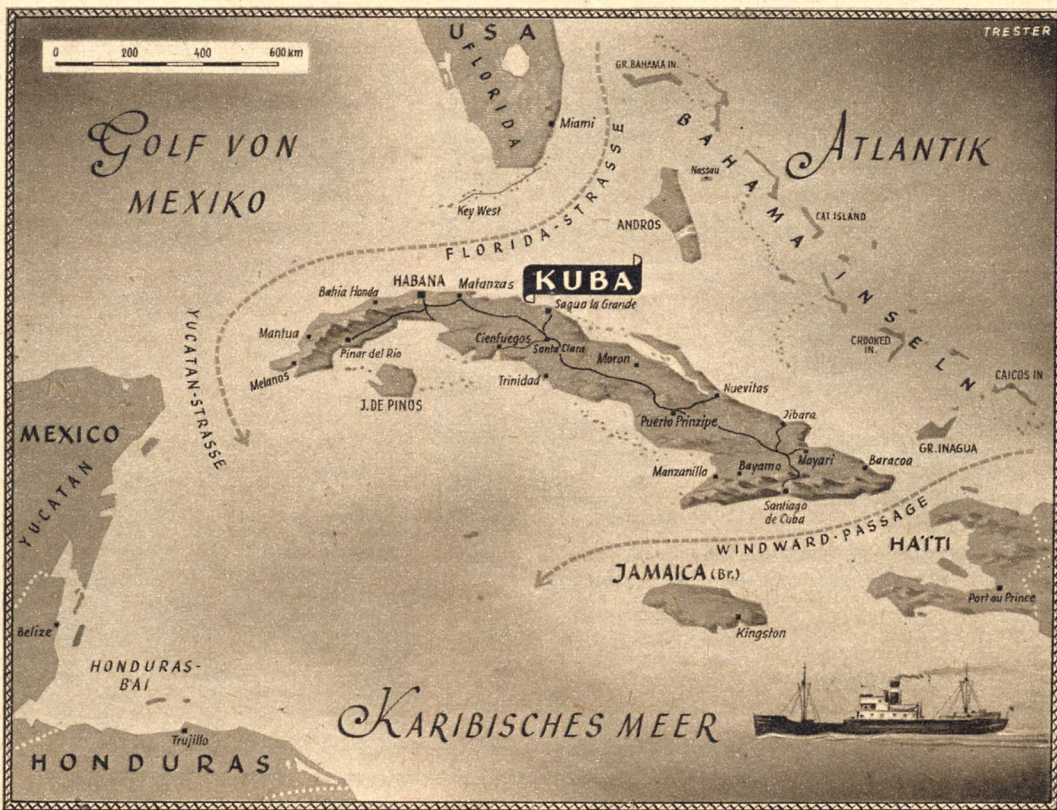 TRESTER
0 200 400 600 km
USA
FLORIDA
Miami
Key West
GR. BAHAMA IN.
BAHAMA INSELN
Nassau
ANDROS
CAT ISLAND
CROOKED
IN.
CAICOS IN
GR. INAGUA
GOLF VON
MEXIKO
ATLANTIK
FLORIDA-STRASSE
YUCATAN-STRASSE
KUBA
HABANA
Matanzas
Bahia Honda
Sagua la Grande
Mantua
Pinar del Rio
Melanos
J. DE PINOS
Cienfuegos
Santa Clara
Trinidad
Moron
Nuevitas
Puerto Prinzipe
Jibara
Mayari
Baracoa
Manzanillo
Bayamo
Santiago
de Cuba
WINDWARD-PASSAGE
HAÏTI
Port au Prince
JAMAICA (Br.)
Kingston
MEXICO
YUCATAN
Belize
HONDURAS-
BAI
Trujillo
HONDURAS
KARIBISCHES MEER